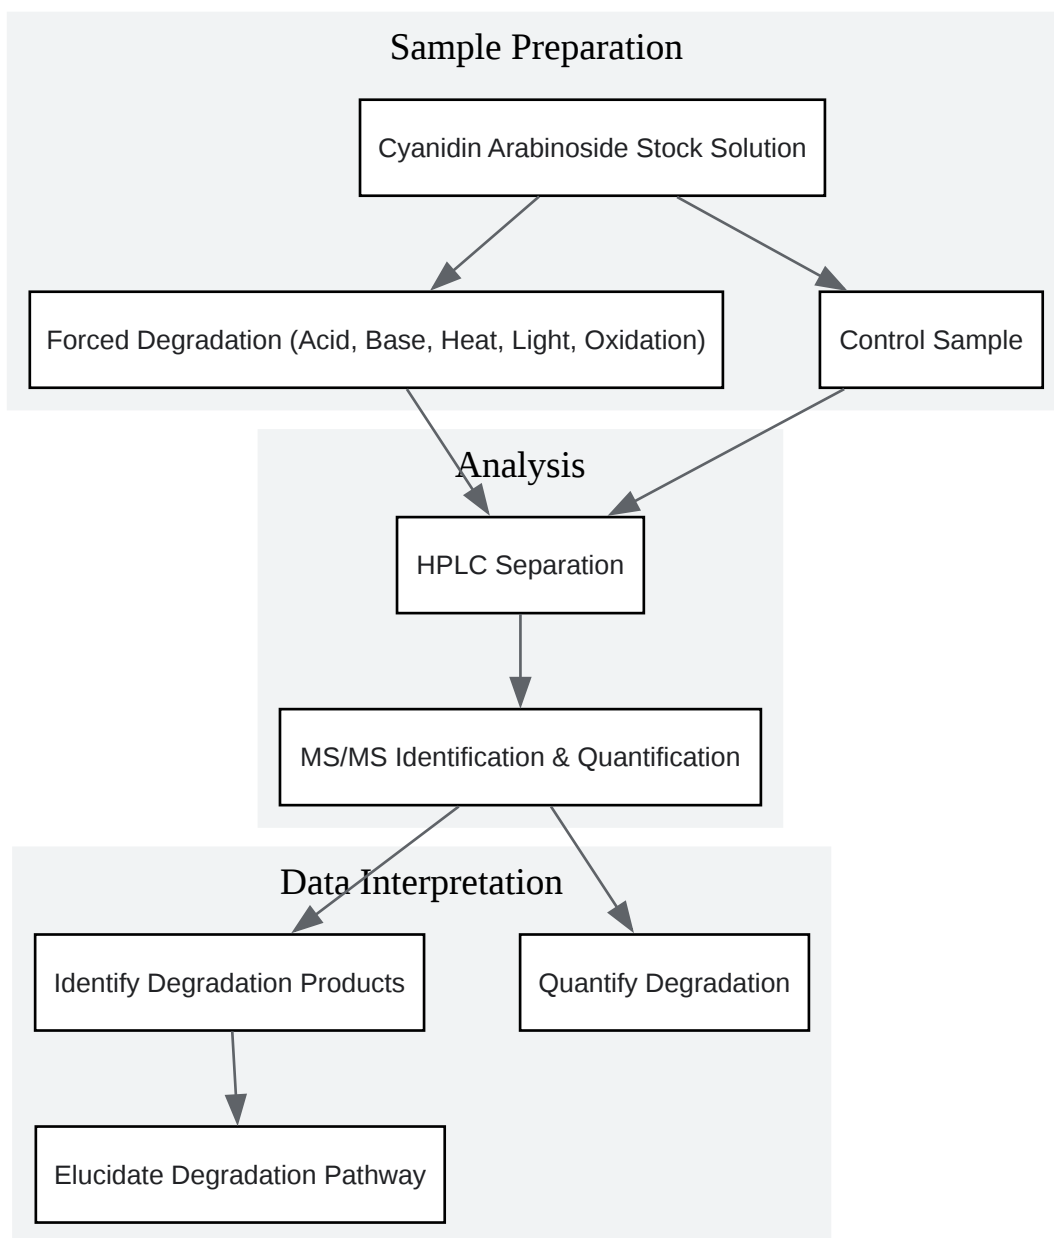 Sample Preparation
Cyanidin Arabinoside Stock Solution
Forced Degradation (Acid, Base, Heat, Light, Oxidation)
Control Sample
Analysis
HPLC Separation
MS/MS Identification & Quantification
Data Interpretation
Identify Degradation Products
Quantify Degradation
Elucidate Degradation Pathway